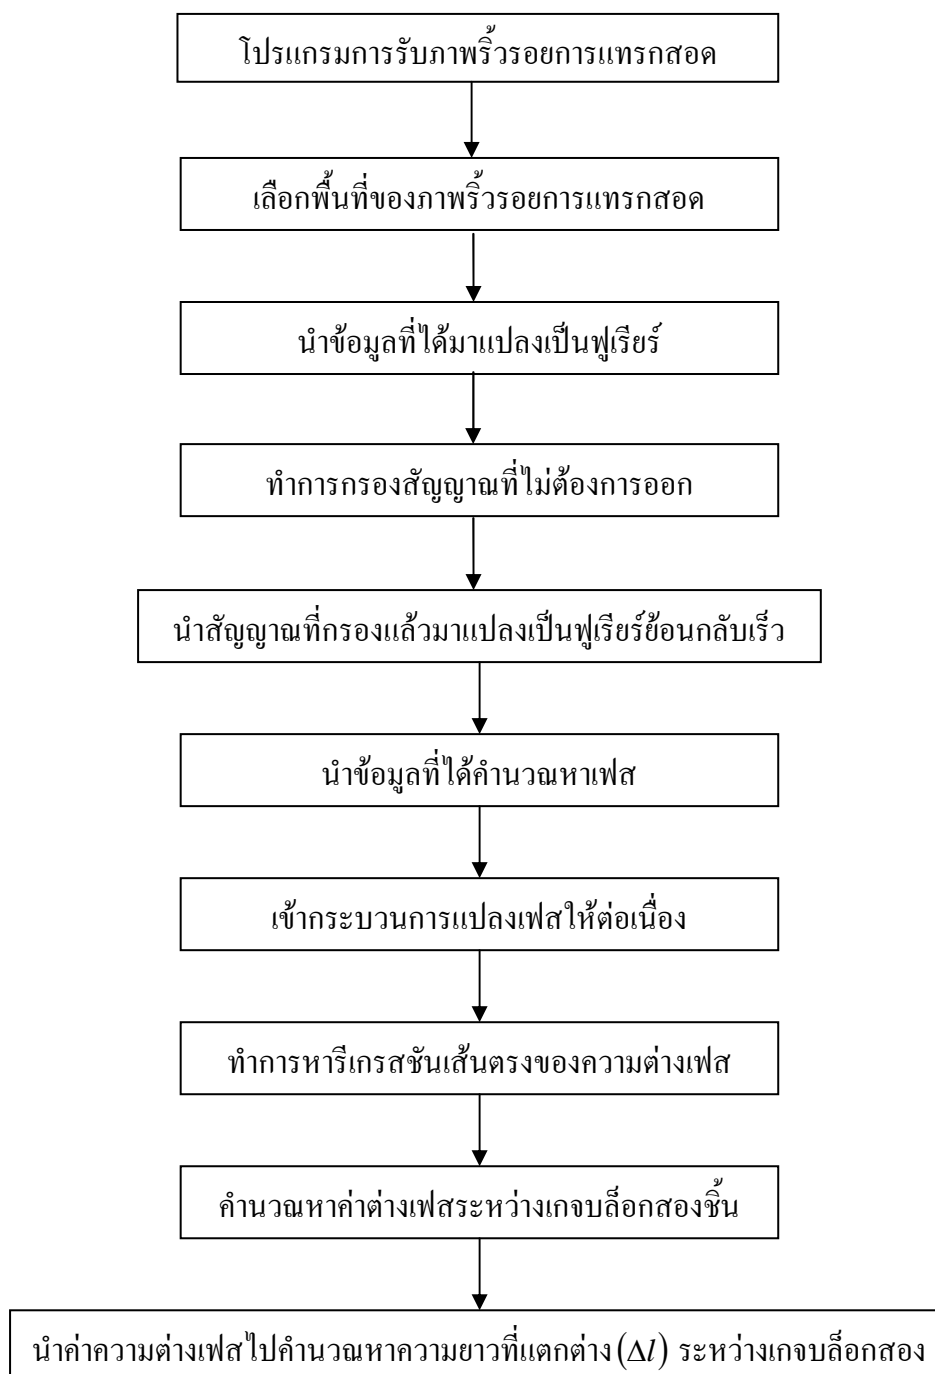 โปรแกรมการรับภาพริ้วรอยการแทรกสอด
เลือกพื้นที่ของภาพริ้วรอยการแทรกสอด
นำข้อมูลที่ได้มาแปลงเป็นฟูเรียร์
ทำการกรองสัญญาณที่ไม่ต้องการออก
นำสัญญาณที่กรองแล้วมาแปลงเป็นฟูเรียร์ย้อนกลับเร็ว
นำข้อมูลที่ได้คำนวณหาเฟส
เข้ากระบวนการแปลงเฟสให้ต่อเนื่อง
ทำการหารีเกรสชันเส้นตรงของความต่างเฟส
คำนวณหาค่าต่างเฟสระหว่างเกจบล็อกสองชิ้น
นำค่าความต่างเฟสไปคำนวณหาความยาวที่แตกต่าง (Δl) ระหว่างเกจบล็อกสอง